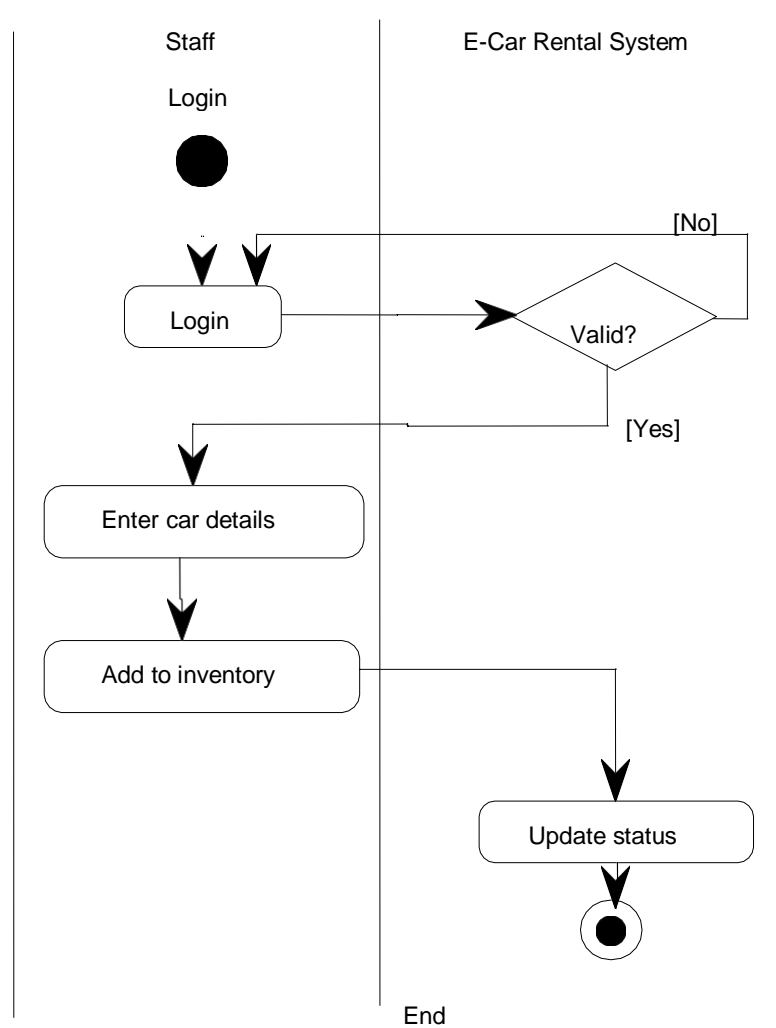 Staff
E-Car Rental System
Login
[No]
Login
Valid?
[Yes]
Enter car details
Add to inventory
Update status
End